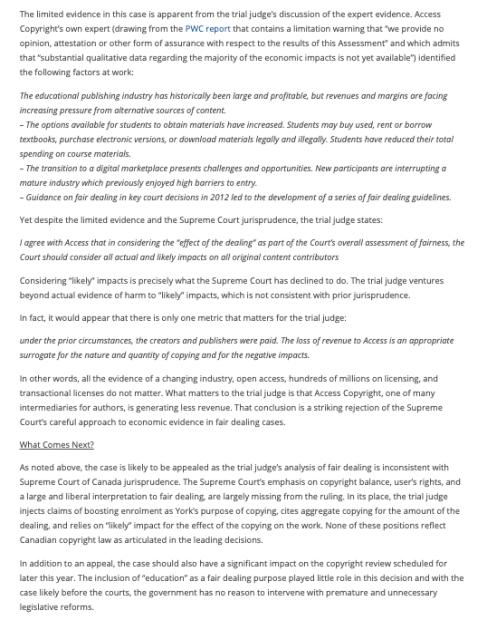 The limited evidence in this case is apparent from the trial judge's discussion of the expert evidence. Access
Copyright's own expert (drawing from the PWC report that contains a limitation warning that "we provide no
opinion, attestation or other form of assurance with respect to the results of this Assessment" and which admits
that "substantial qualitative data regarding the majority of the economic impacts is not yet available") identified
the following factors at work:
The educational publishing industry has historically been large and profitable, but revenues and margins are facing
increasing pressure from alternative sources of content.
– The options available for students to obtain materials have increased. Students may buy used, rent or borrow
textbooks, purchase electronic versions, or download materials legally and illegally. Students have reduced their total
spending on course materials.
– The transition to a digital marketplace presents challenges and opportunities. New participants are interrupting a
mature industry which previously enjoyed high barriers to entry.
– Guidance on fair dealing in key court decisions in 2012 led to the development of a series of fair dealing guidelines.
Yet despite the limited evidence and the Supreme Court jurisprudence, the trial judge states:
I agree with Access that in considering the "effect of the dealing" as part of the Court's overall assessment of fairness, the
Court should consider all actual and likely impacts on all original content contributors
Considering "likely" impacts is precisely what the Supreme Court has declined to do. The trial judge ventures
beyond actual evidence of harm to "likely" impacts, which is not consistent with prior jurisprudence.
In fact, it would appear that there is only one metric that matters for the trial judge:
under the prior circumstances, the creators and publishers were paid. The loss of revenue to Access is an appropriate
surrogate for the nature and quantity of copying and for the negative impacts.
In other words, all the evidence of a changing industry, open access, hundreds of millions on licensing, and
transactional licenses do not matter. What matters to the trial judge is that Access Copyright, one of many
intermediaries for authors, is generating less revenue. That conclusion is a striking rejection of the Supreme
Court's careful approach to economic evidence in fair dealing cases.
What Comes Next?
As noted above, the case is likely to be appealed as the trial judge's analysis of fair dealing is inconsistent with
Supreme Court of Canada jurisprudence. The Supreme Court's emphasis on copyright balance, user's rights, and
a large and liberal interpretation to fair dealing, are largely missing from the ruling. In its place, the trial judge
injects claims of boosting enrolment as York's purpose of copying, cites aggregate copying for the amount of the
dealing, and relies on "likely" impact for the effect of the copying on the work. None of these positions reflect
Canadian copyright law as articulated in the leading decisions.
In addition to an appeal, the case should also have a significant impact on the copyright review scheduled for
later this year. The inclusion of "education" as a fair dealing purpose played little role in this decision and with the
case likely before the courts, the government has no reason to intervene with premature and unnecessary
legislative reforms.